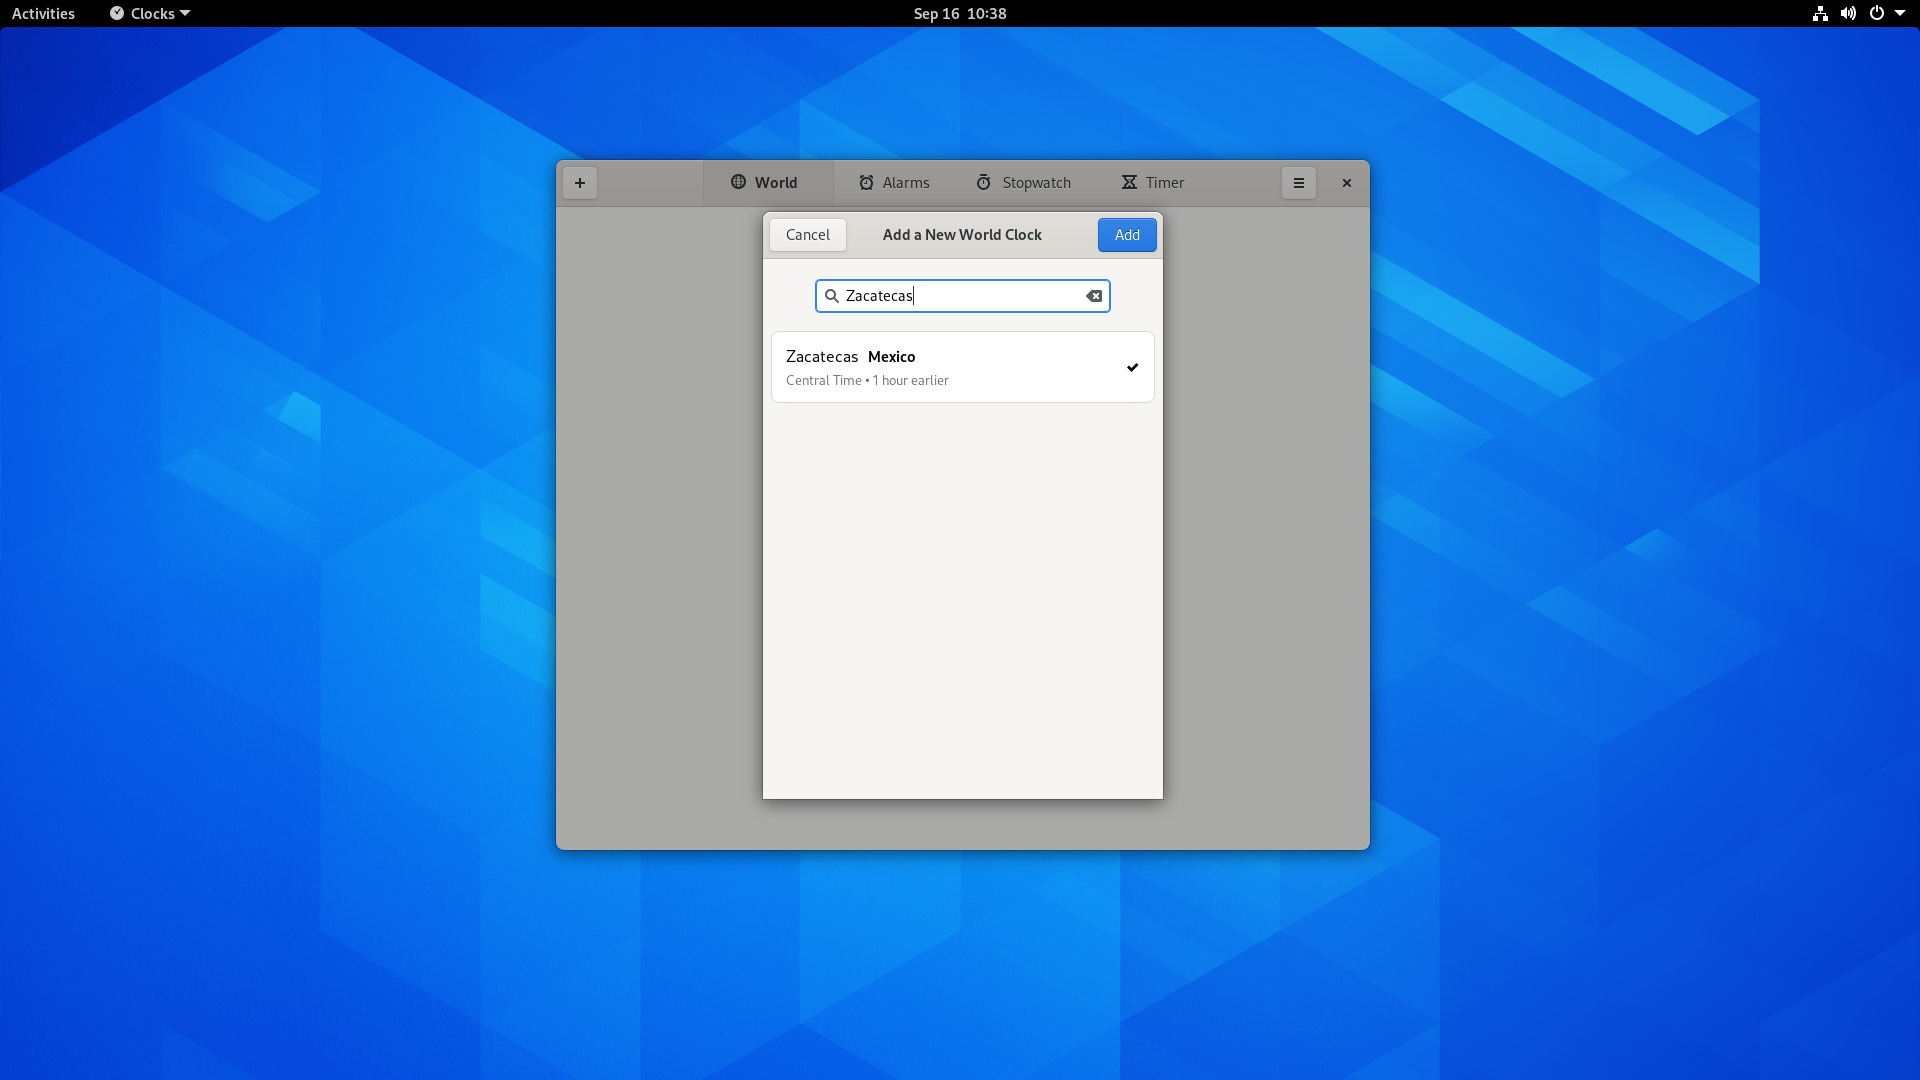 Activities
Clocks
Sep 16 10:38
World
Alarms
Stopwatch
Timer
Cancel
Add a New World Clock
Add
Zacatecas
Zacatecas Mexico
Central Time • 1 hour earlier